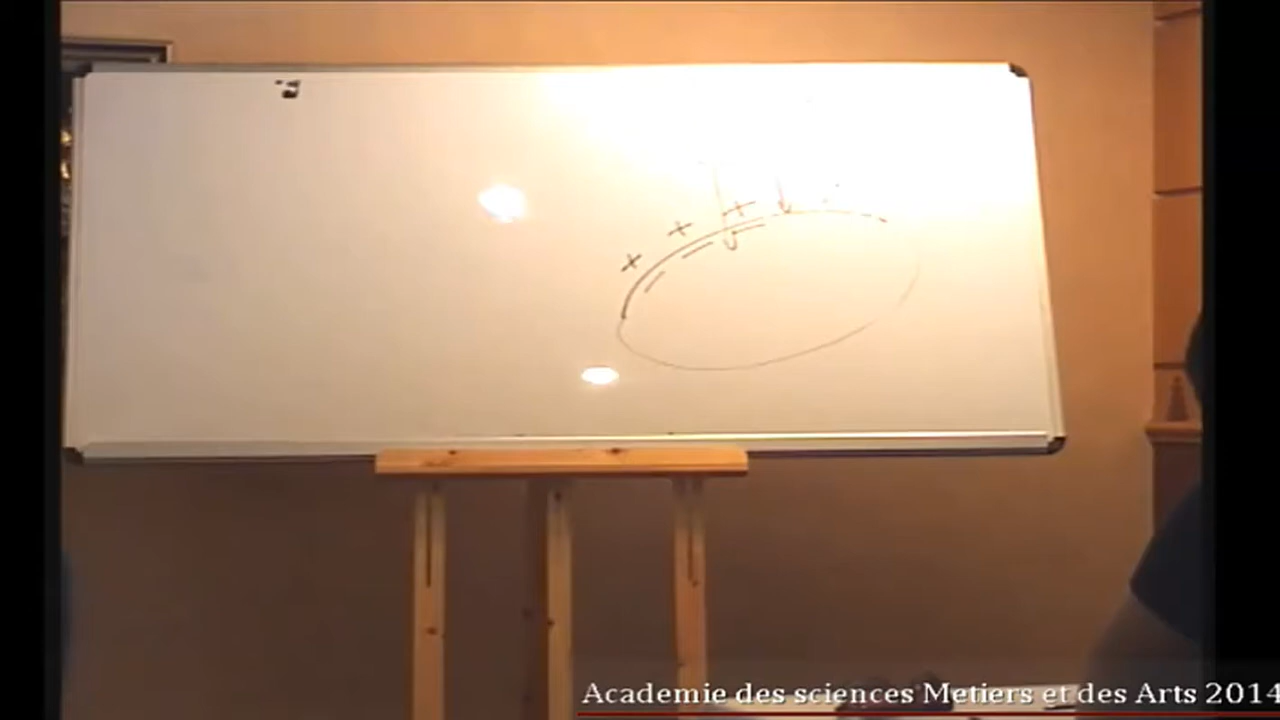 + + +
Academie des sciences Metiers et des Arts 2014